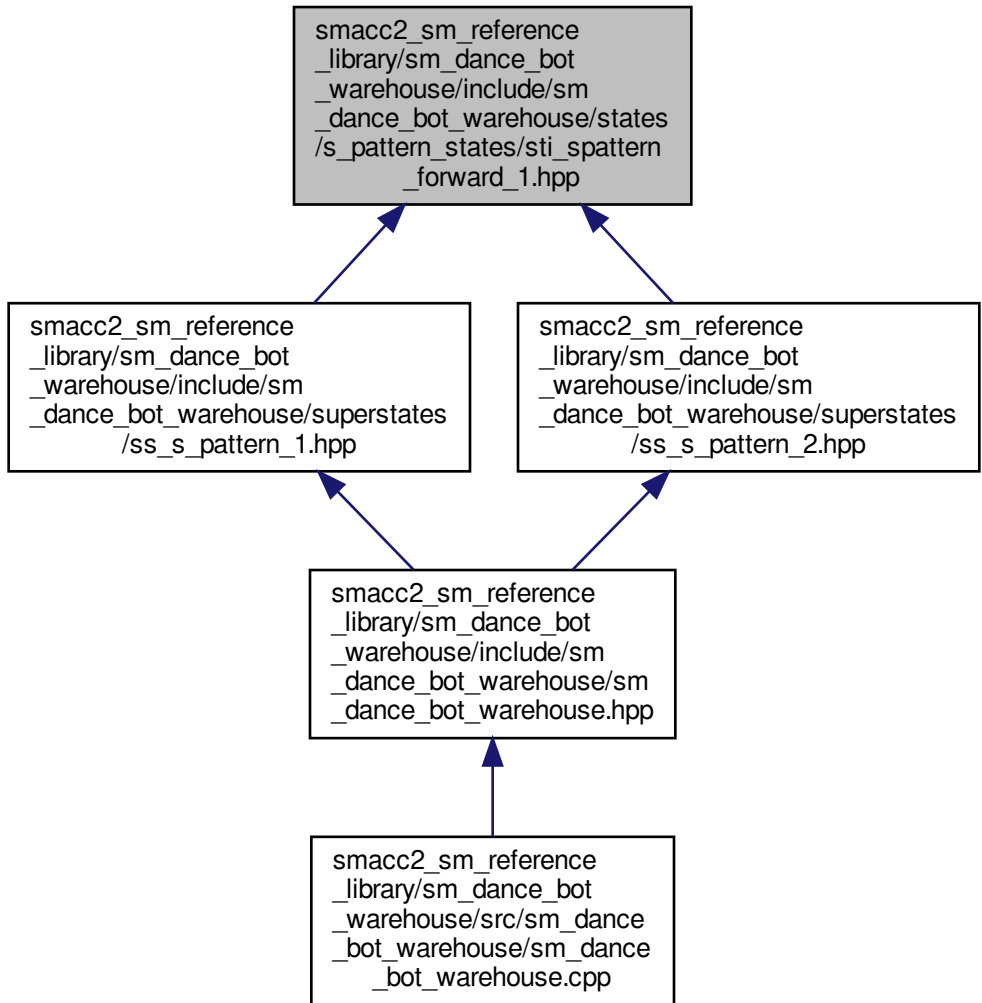 smacc2_sm_reference
_library/sm_dance_bot
_warehouse/include/sm
_dance_bot_warehouse/states
/s_pattern_states/sti_spattern
_forward_1.hpp
smacc2_sm_reference
_library/sm_dance_bot
_warehouse/include/sm
_dance_bot_warehouse/superstates
/ss_s_pattern_1.hpp
smacc2_sm_reference
_library/sm_dance_bot
_warehouse/include/sm
_dance_bot_warehouse/superstates
/ss_s_pattern_2.hpp
smacc2_sm_reference
_library/sm_dance_bot
_warehouse/include/sm
_dance_bot_warehouse/sm
_dance_bot_warehouse.hpp
smacc2_sm_reference
_library/sm_dance_bot
_warehouse/src/sm_dance
_bot_warehouse/sm_dance
_bot_warehouse.cpp